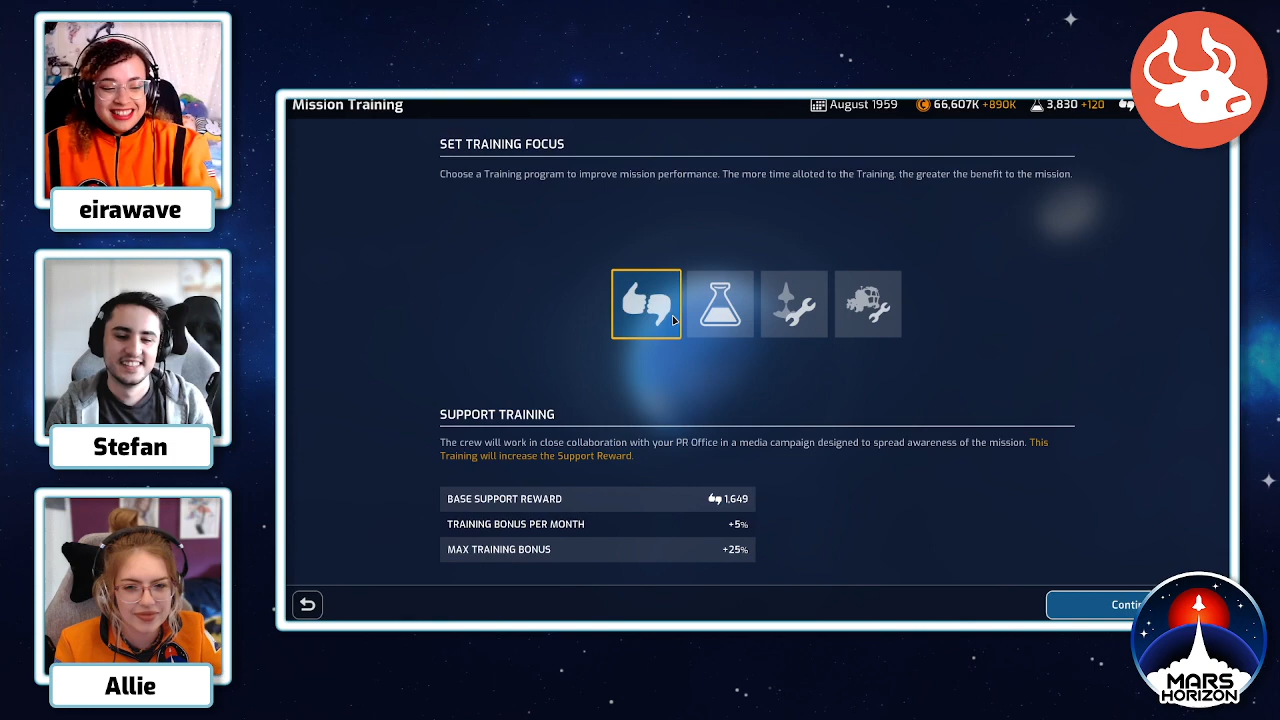 Mission Training
August 1959
66,607K +890K
3,830 +120
SET TRAINING FOCUS
Choose a Training program to improve mission performance. The more time alloted to the Training, the greater the benefit to the mission.
eirawave
Stefan
Allie
SUPPORT TRAINING
The crew will work in close collaboration with your PR Office in a media campaign designed to spread awareness of the mission. This
Training will increase the Support Reward.
BASE SUPPORT REWARD 1,649
TRAINING BONUS PER MONTH +5%
MAX TRAINING BONUS +25%
MARS
HORIZON